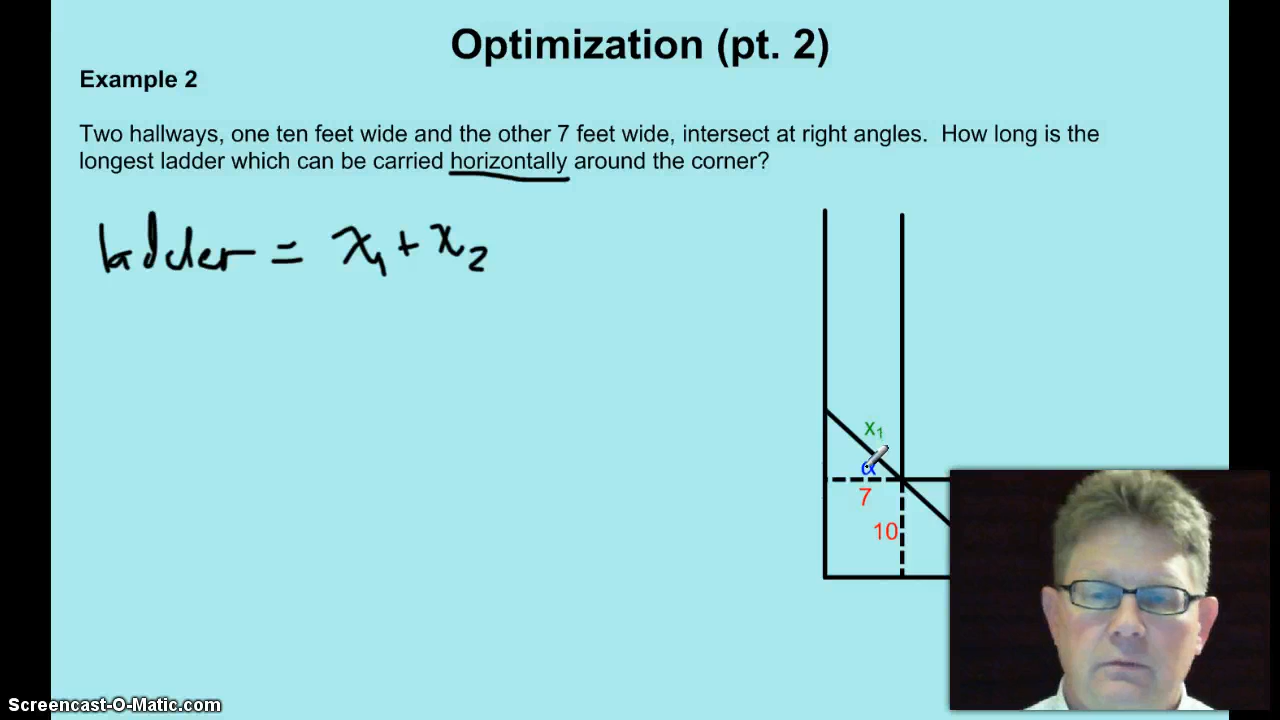 Optimization (pt. 2)
Example 2
Two hallways, one ten feet wide and the other 7 feet wide, intersect at right angles. How long is the
longest ladder which can be carried horizontally around the corner?
ladder = x₁ + x₂
x₁
α
7
10
Screencast-O-Matic.com